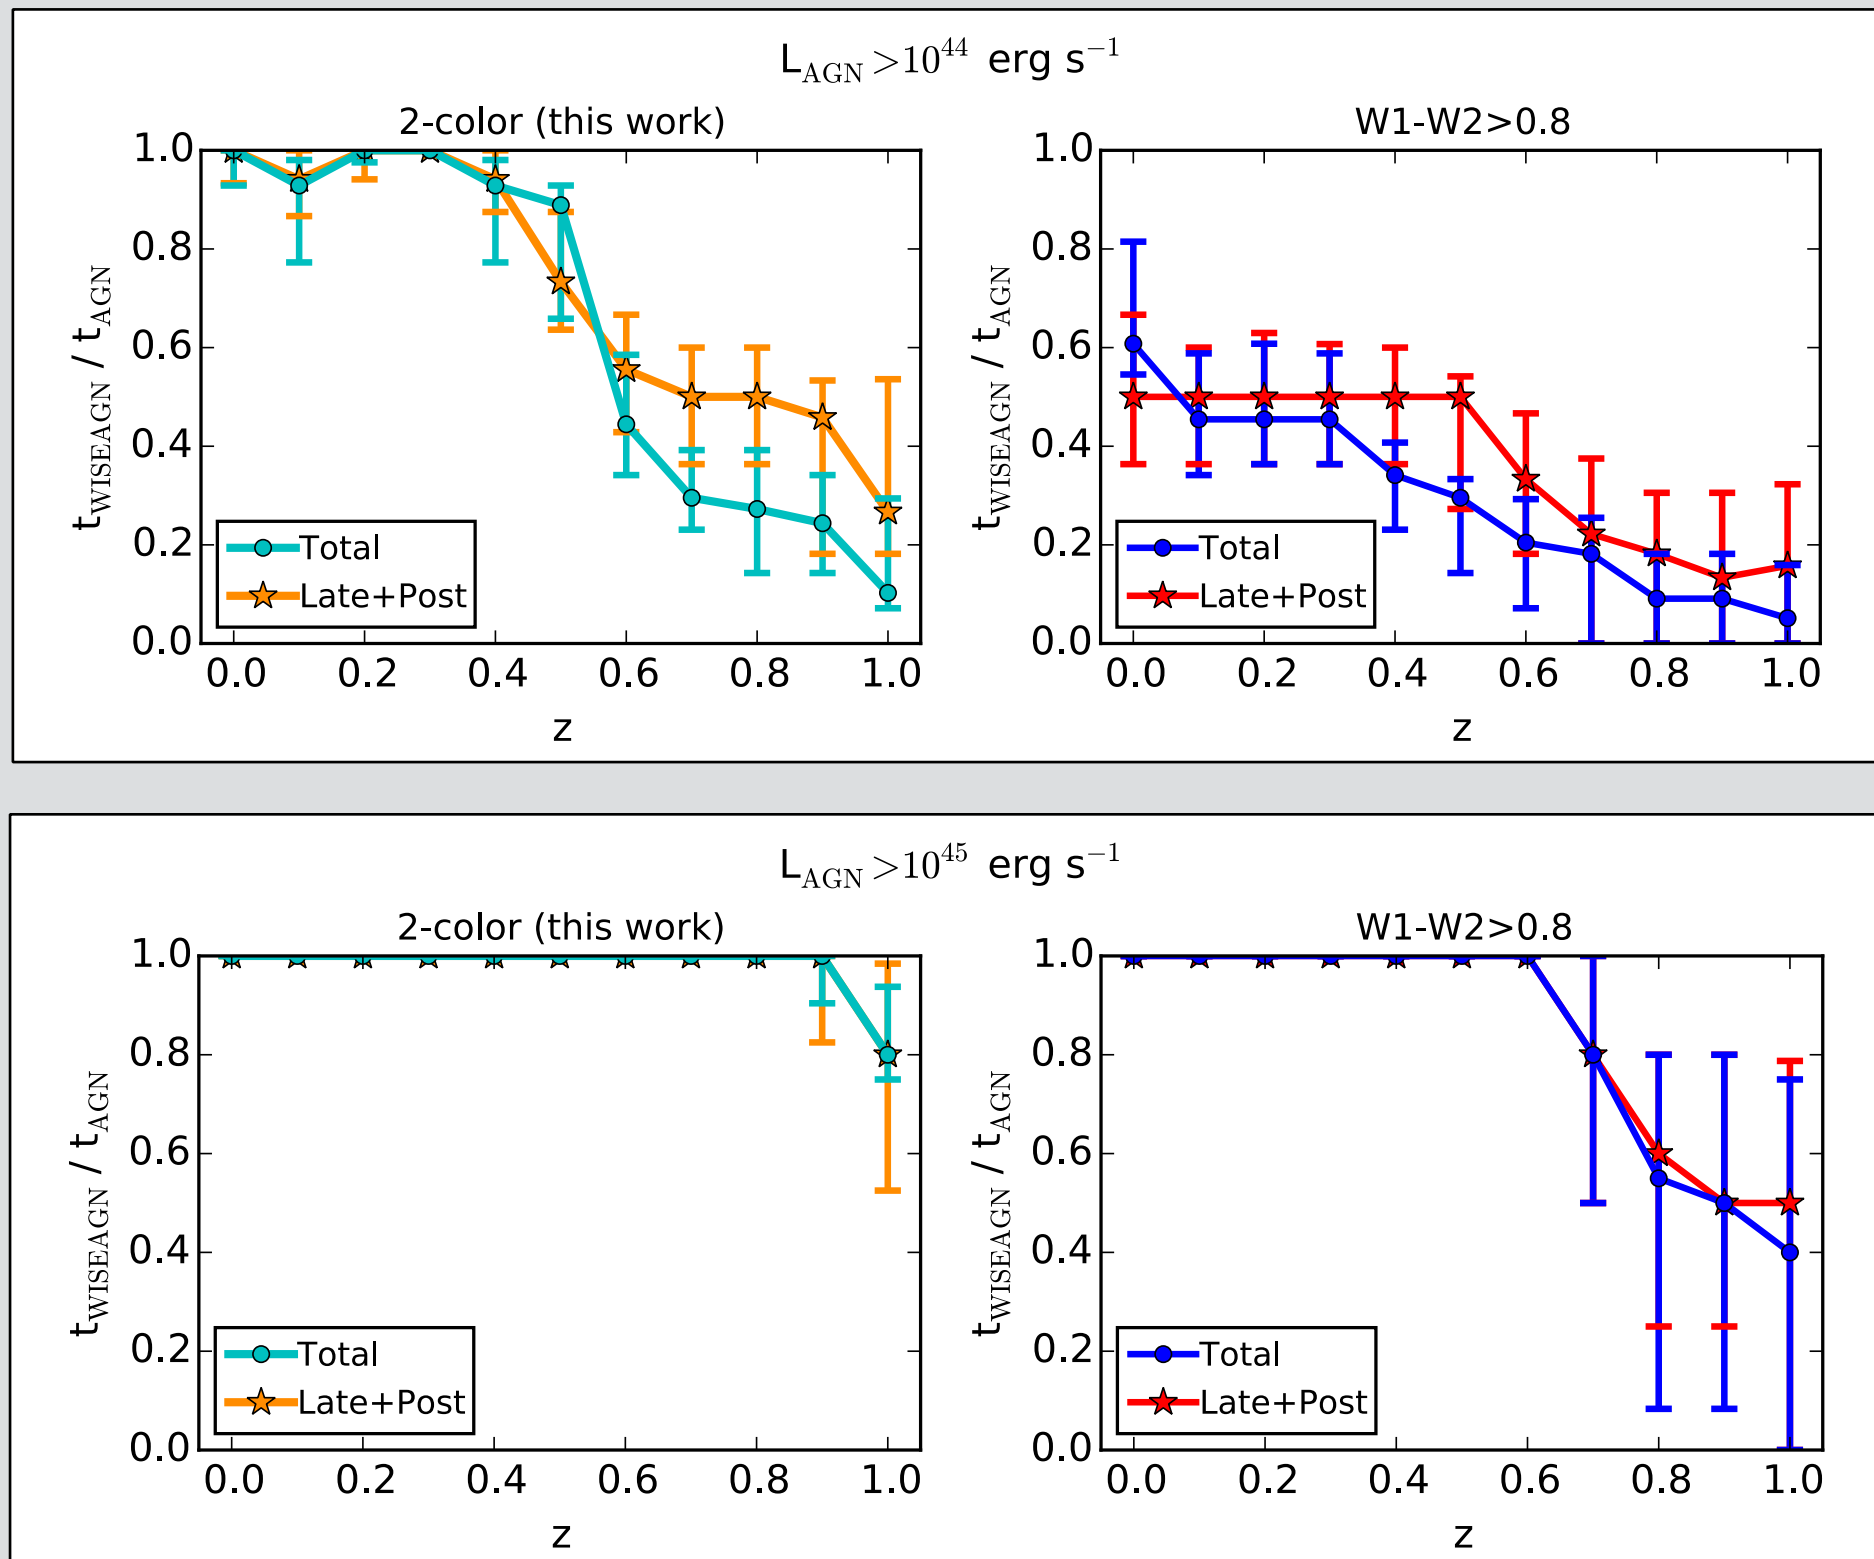 L_AGN >10^44 erg s^−1
2-color (this work)
W1-W2>0.8
1.0
0.8
0.6
0.4
0.2
0.0
t_WISEAGN / t_AGN
Total
Late+Post
0.0 0.2 0.4 0.6 0.8 1.0
z
1.0
0.8
0.6
0.4
0.2
0.0
t_WISEAGN / t_AGN
Total
Late+Post
0.0 0.2 0.4 0.6 0.8 1.0
z
L_AGN >10^45 erg s^−1
2-color (this work)
W1-W2>0.8
1.0
0.8
0.6
0.4
0.2
0.0
t_WISEAGN / t_AGN
Total
Late+Post
0.0 0.2 0.4 0.6 0.8 1.0
z
1.0
0.8
0.6
0.4
0.2
0.0
t_WISEAGN / t_AGN
Total
Late+Post
0.0 0.2 0.4 0.6 0.8 1.0
z